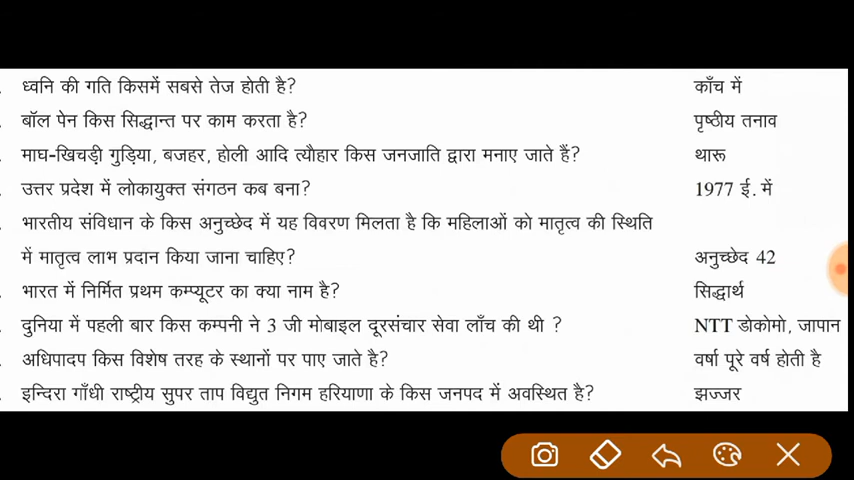 ध्वनि की गति किसमें सबसे तेज होती है? काँच में
बॉल पेन किस सिद्धान्त पर काम करता है? पृष्ठीय तनाव
माघ-खिचड़ी गुड़िया, बजहर, होली आदि त्यौहार किस जनजाति द्वारा मनाए जाते हैं? थारू
उत्तर प्रदेश में लोकायुक्त संगठन कब बना? 1977 ई. में
भारतीय संविधान के किस अनुच्छेद में यह विवरण मिलता है कि महिलाओं को मातृत्व की स्थिति
में मातृत्व लाभ प्रदान किया जाना चाहिए? अनुच्छेद 42
भारत में निर्मित प्रथम कम्प्यूटर का क्या नाम है? सिद्धार्थ
दुनिया में पहली बार किस कम्पनी ने 3 जी मोबाइल दूरसंचार सेवा लाँच की थी ? NTT डोकोमो, जापान
अधिपादप किस विशेष तरह के स्थानों पर पाए जाते है? वर्षा पूरे वर्ष होती है
इन्दिरा गाँधी राष्ट्रीय सुपर ताप विद्युत निगम हरियाणा के किस जनपद में अवस्थित है? झज्जर